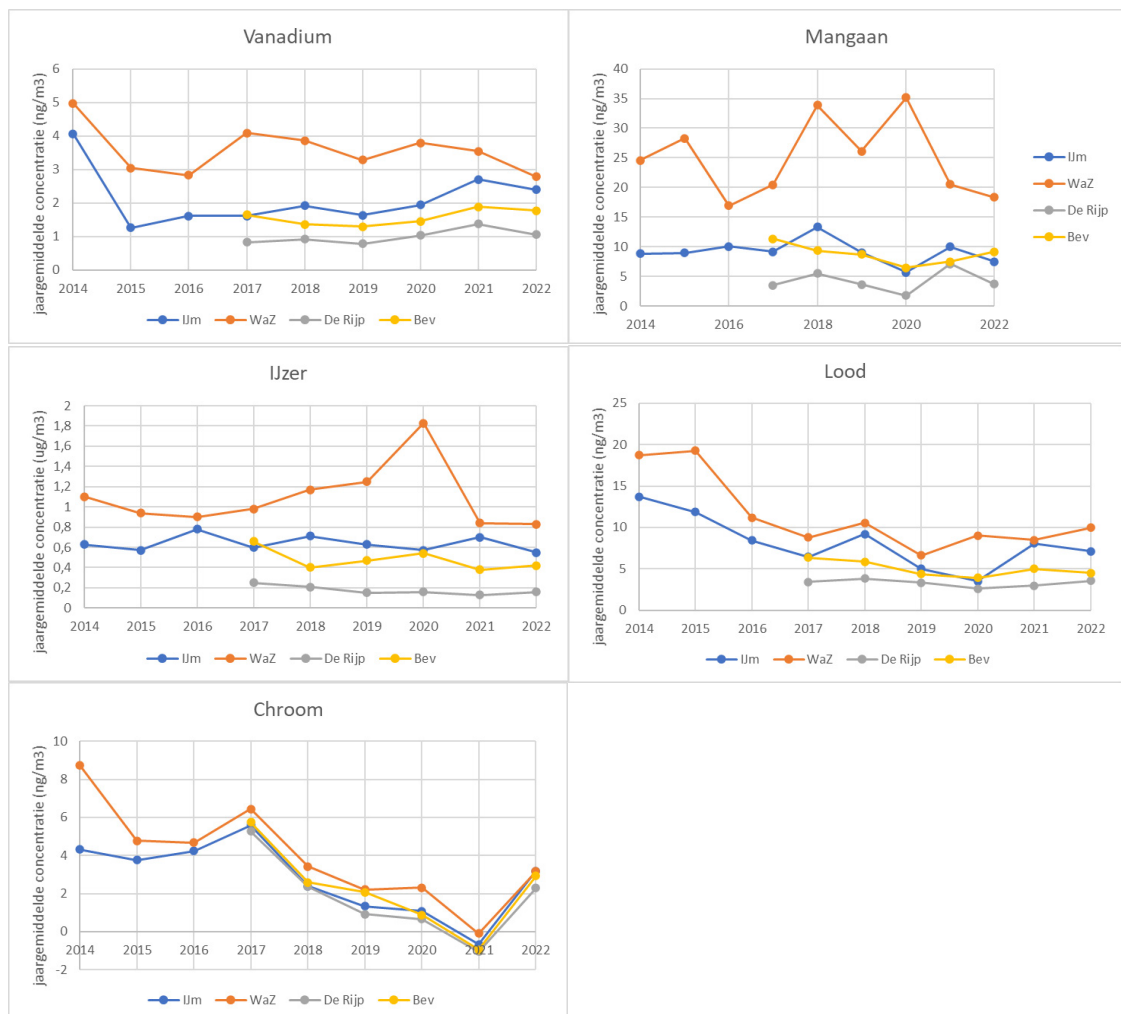 Vanadium
jaargemiddelde concentratie (ng/m3)
6
5
4
3
2
1
0
2014 2015 2016 2017 2018 2019 2020 2021 2022
IJm WaZ De Rijp Bev
Mangaan
jaargemiddelde concentratie (ng/m3)
40
35
30
25
20
15
10
5
0
2014 2016 2018 2020 2022
IJm
WaZ
De Rijp
Bev
IJzer
jaargemiddelde concentratie (ug/m3)
2
1,8
1,6
1,4
1,2
1
0,8
0,6
0,4
0,2
0
2014 2015 2016 2017 2018 2019 2020 2021 2022
IJm WaZ De Rijp Bev
Lood
jaargemiddelde concentratie (ng/m3)
25
20
15
10
5
0
2014 2015 2016 2017 2018 2019 2020 2021 2022
IJm WaZ De Rijp Bev
Chroom
jaargemiddelde concentratie (ng/m3)
10
8
6
4
2
0
-2
2014 2015 2016 2017 2018 2019 2020 2021 2022
IJm WaZ De Rijp Bev